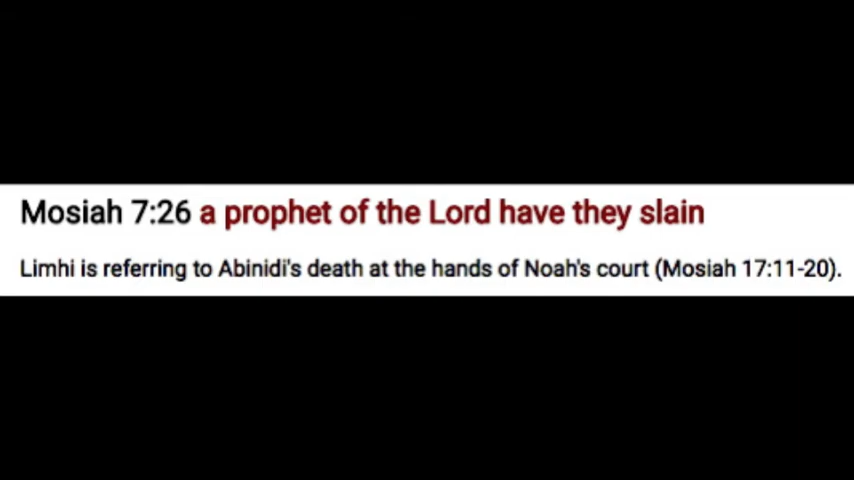 Mosiah 7:26 a prophet of the Lord have they slain
Limhi is referring to Abinidi's death at the hands of Noah's court (Mosiah 17:11-20).